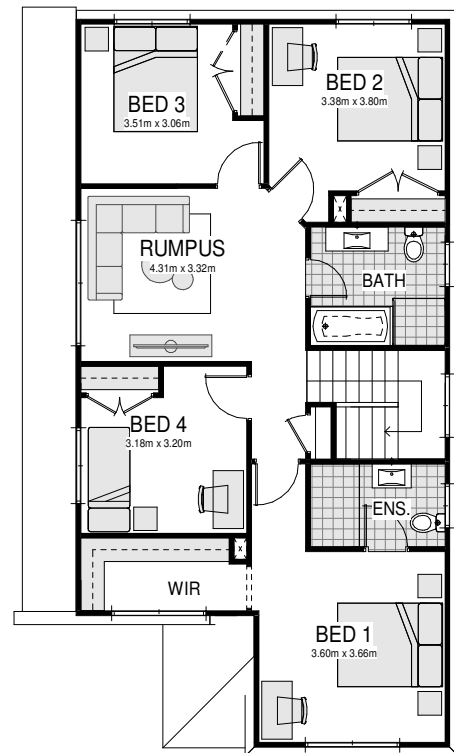 BED 3
3.51m x 3.06m
BED 2
3.38m x 3.80m
RUMPUS
4.31m x 3.32m
BATH
BED 4
3.18m x 3.20m
ENS.
WIR
BED 1
3.60m x 3.66m